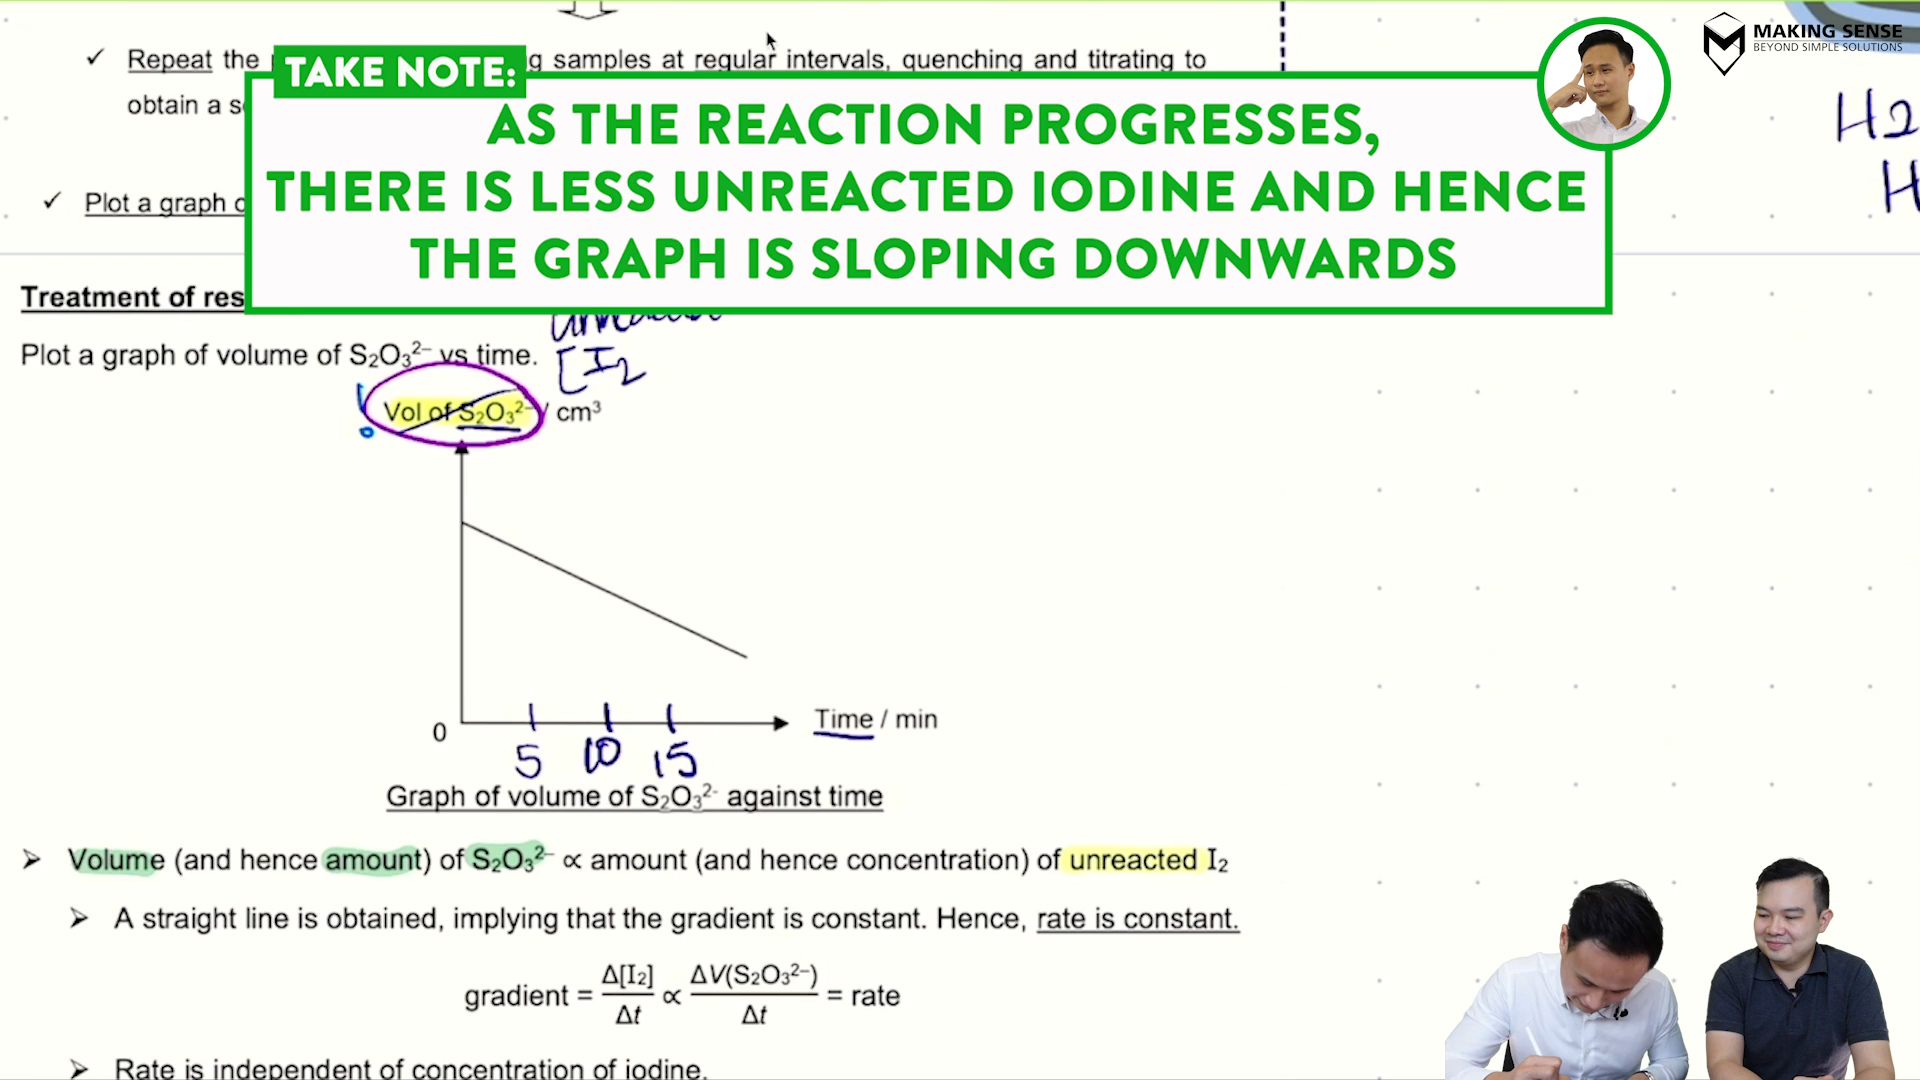 ✓ Repeat the
g samples at regular intervals, quenching and titrating to
obtain a s
TAKE NOTE:
AS THE REACTION PROGRESSES,
THERE IS LESS UNREACTED IODINE AND HENCE
THE GRAPH IS SLOPING DOWNWARDS
MAKING SENSE
BEYOND SIMPLE SOLUTIONS
H2
H
✓ Plot a graph o
Treatment of res
Plot a graph of volume of S₂O₃²⁻ vs time.
[I2
Vol of S₂O₃²⁻ / cm³
0
5 10 15
Time / min
Graph of volume of S₂O₃²⁻ against time
➢ Volume (and hence amount) of S₂O₃²⁻ ∝ amount (and hence concentration) of unreacted I₂
➢ A straight line is obtained, implying that the gradient is constant. Hence, rate is constant.
gradient = Δ[I₂]/Δt ∝ ΔV(S₂O₃²⁻)/Δt = rate
➢ Rate is independent of concentration of iodine.